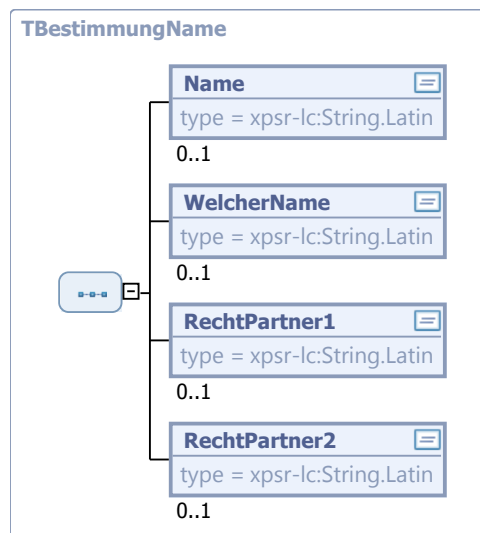 TBestimmungName
Name
type = xpsr-lc:String.Latin
0..1
WelcherName
type = xpsr-lc:String.Latin
0..1
RechtPartner1
type = xpsr-lc:String.Latin
0..1
RechtPartner2
type = xpsr-lc:String.Latin
0..1